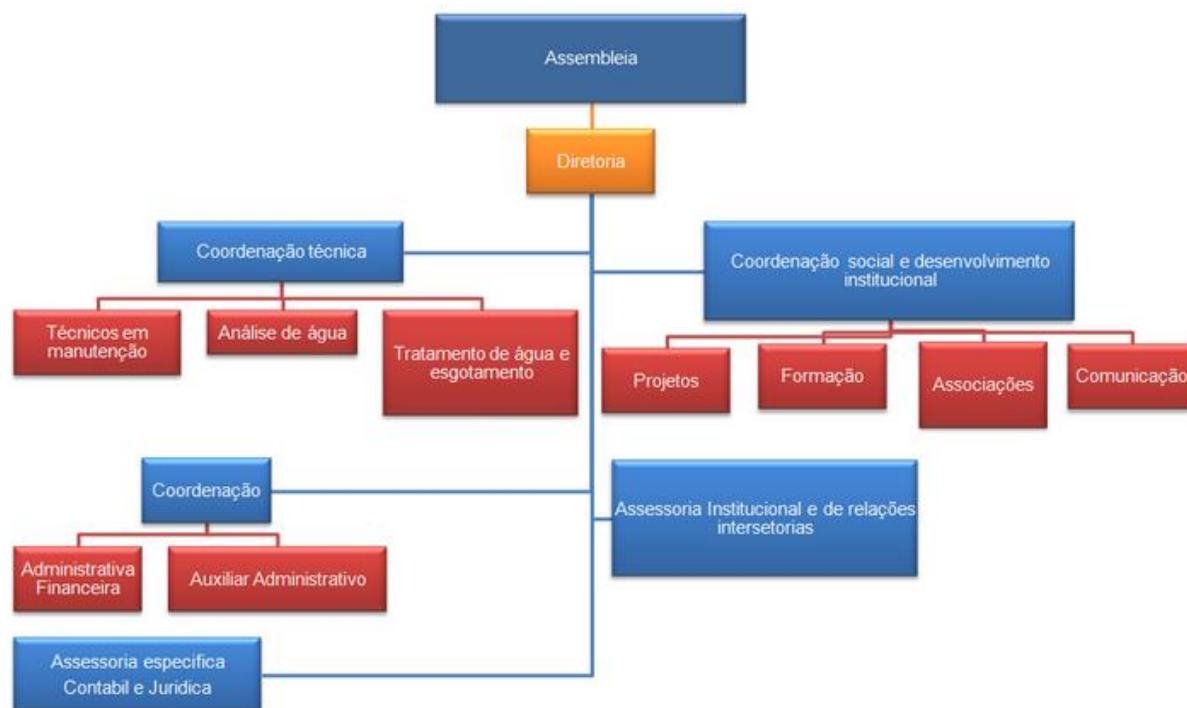 Assembleia
Diretoria
Coordenação técnica
Coordenação social e desenvolvimento
institucional
Técnicos em
manutenção
Análise de água
Tratamento de água e
esgotamento
Projetos
Formação
Associações
Comunicação
Coordenação
Assessoria Institucional e de relações
intersetorias
Administrativa
Financeira
Auxiliar Administrativo
Assessoria especifica
Contabil e Juridica